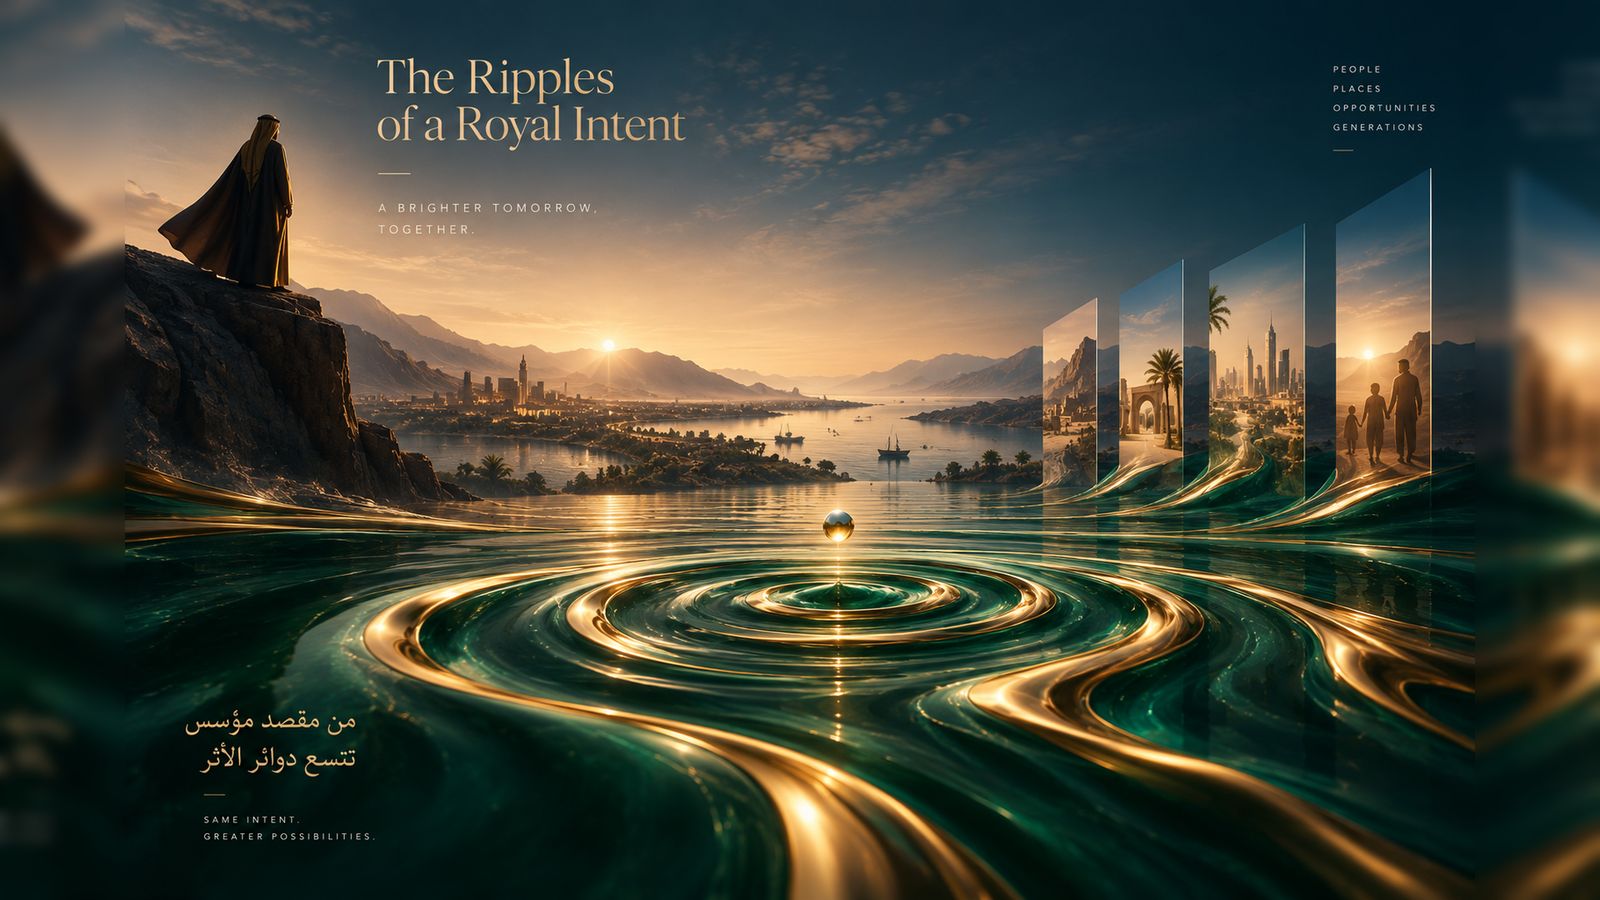 The Ripples
of a Royal Intent
A BRIGHTER TOMORROW,
TOGETHER.
PEOPLE
PLACES
OPPORTUNITIES
GENERATIONS
من مقصد مؤسس
تتسع دوائر الأثر
SAME INTENT.
GREATER POSSIBILITIES.